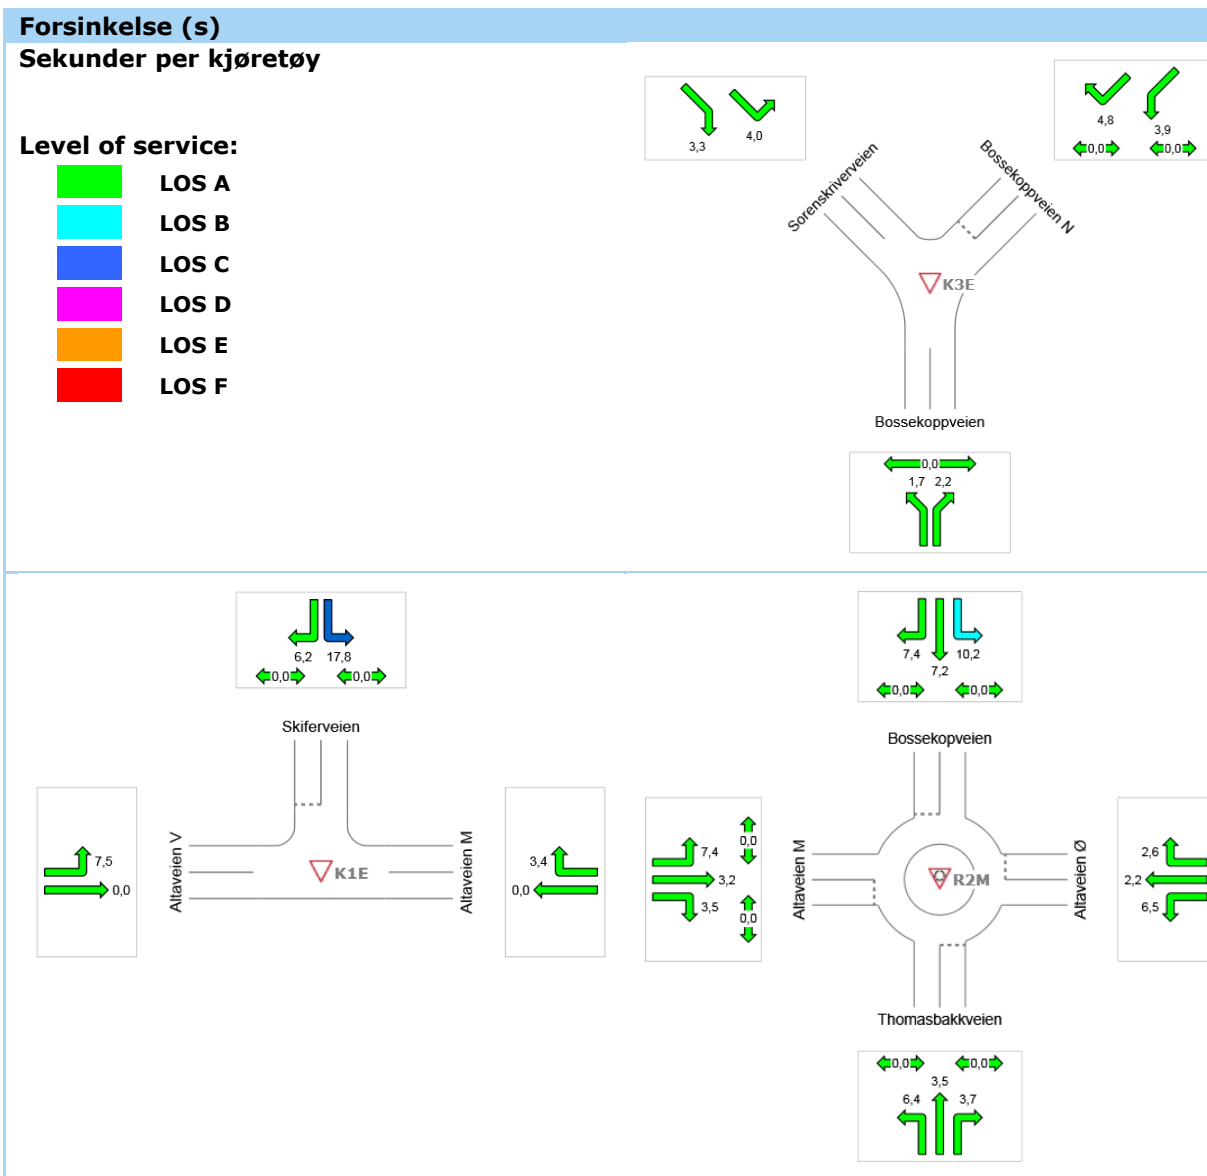 Forsinkelse (s)
Sekunder per kjøretøy
Level of service:
LOS A
LOS B
LOS C
LOS D
LOS E
LOS F
3,3
4,0
4,8
3,9
0,0
0,0
Sorenskriverveien
Bossekoppveien N
K3E
Bossekoppveien
0,0
1,7
2,2
6,2
17,8
0,0
0,0
Skiferveien
7,5
0,0
Altaveien V
K1E
Altaveien M
3,4
0,0
7,4
7,2
10,2
0,0
0,0
Bossekopveien
7,4
3,2
3,5
0,0
0,0
Altaveien M
R2M
Altaveien Ø
2,6
2,2
6,5
Thomasbakkveien
0,0
0,0
3,5
6,4
3,7